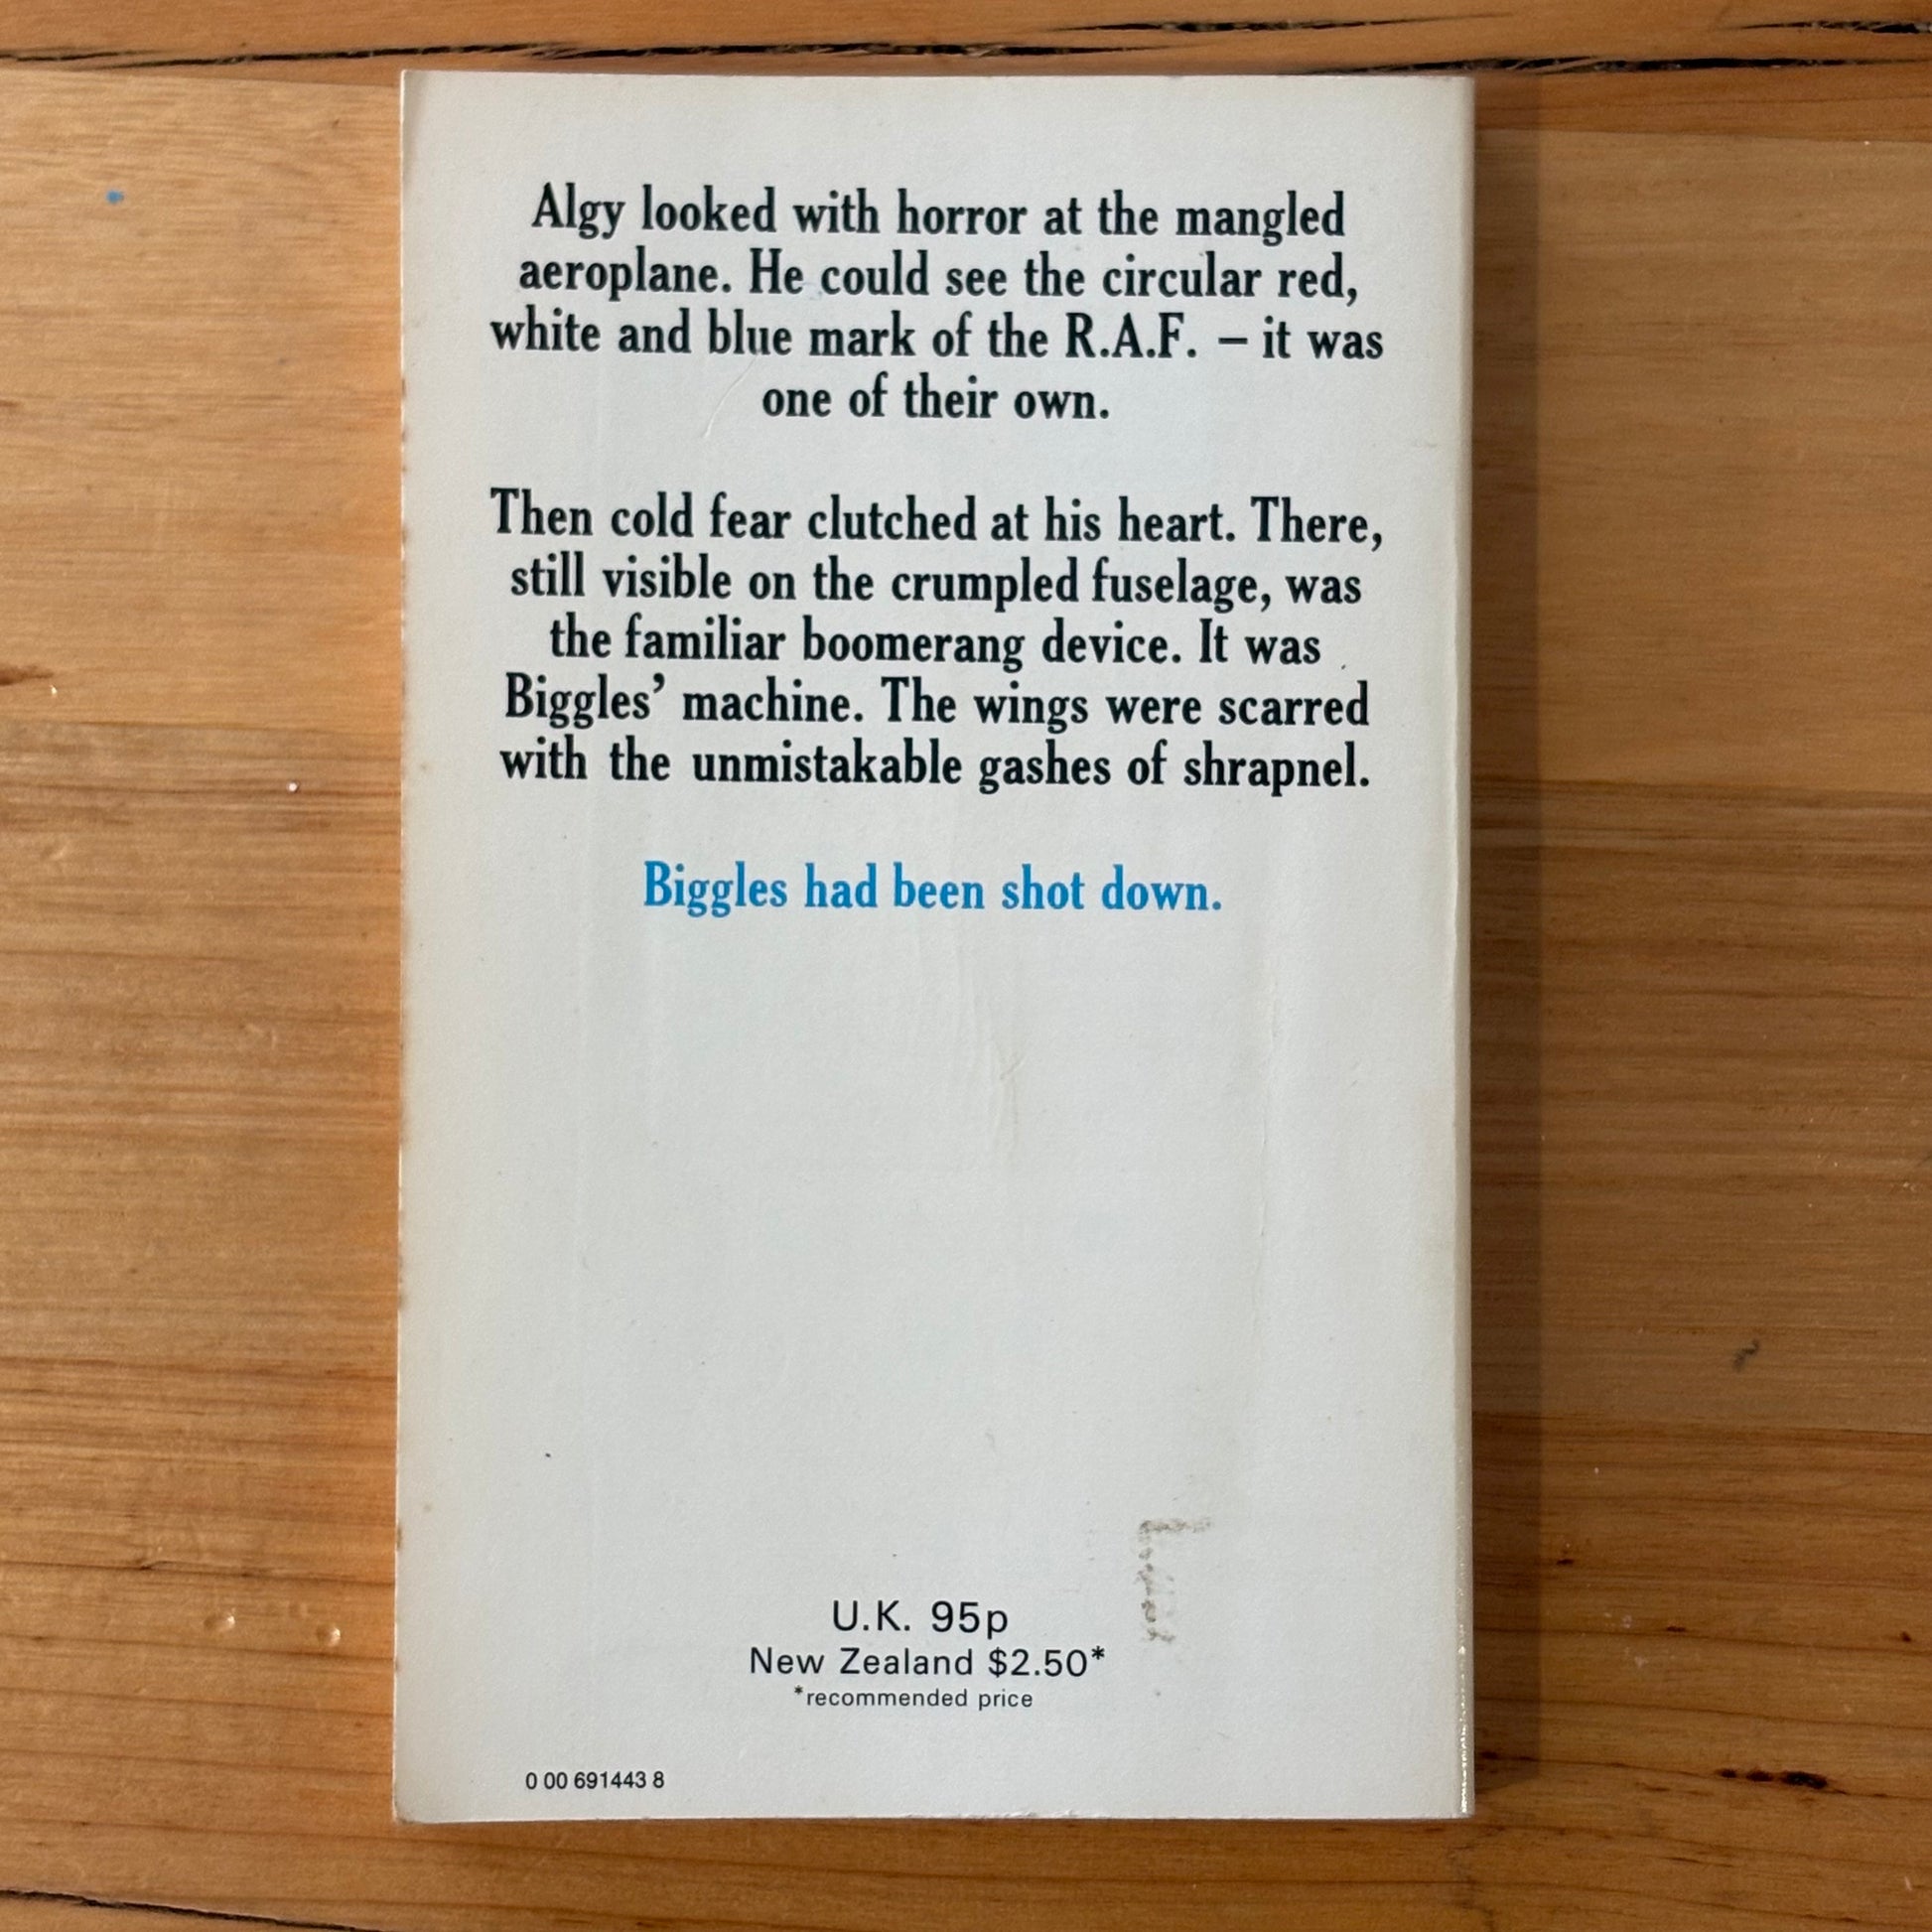 Algy looked with horror at the mangled
aeroplane. He could see the circular red,
white and blue mark of the R.A.F. – it was
one of their own.
Then cold fear clutched at his heart. There,
still visible on the crumpled fuselage, was
the familiar boomerang device. It was
Biggles’ machine. The wings were scarred
with the unmistakable gashes of shrapnel.
Biggles had been shot down.
U.K. 95p
New Zealand $2.50*
*recommended price
0 00 691443 8